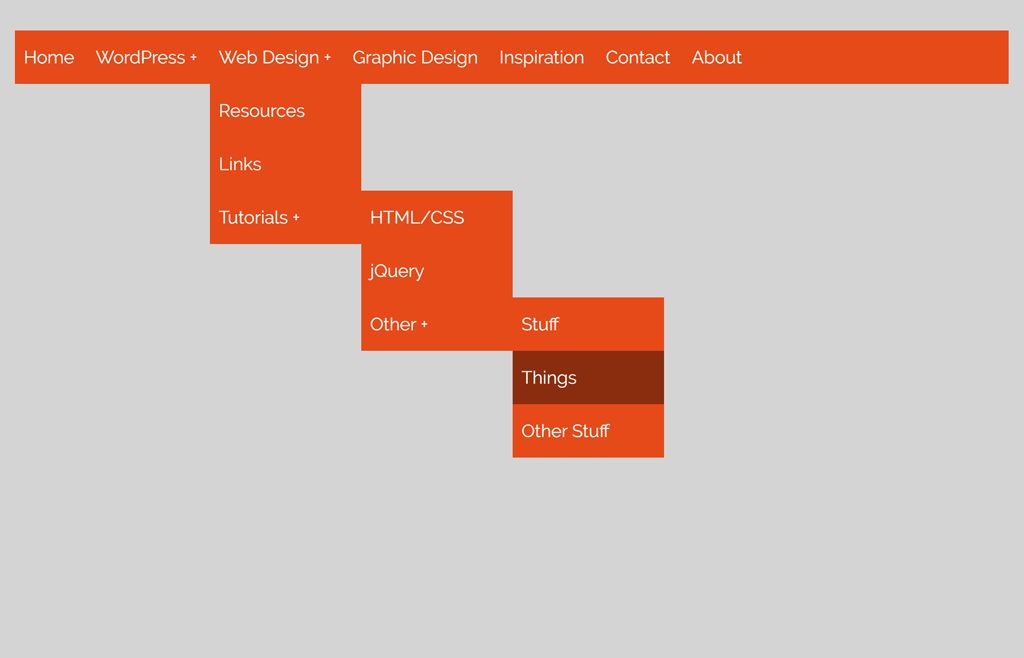 Home WordPress + Web Design + Graphic Design Inspiration Contact About
Resources
Links
Tutorials + HTML/CSS
jQuery
Other + Stuff
Things
Other Stuff